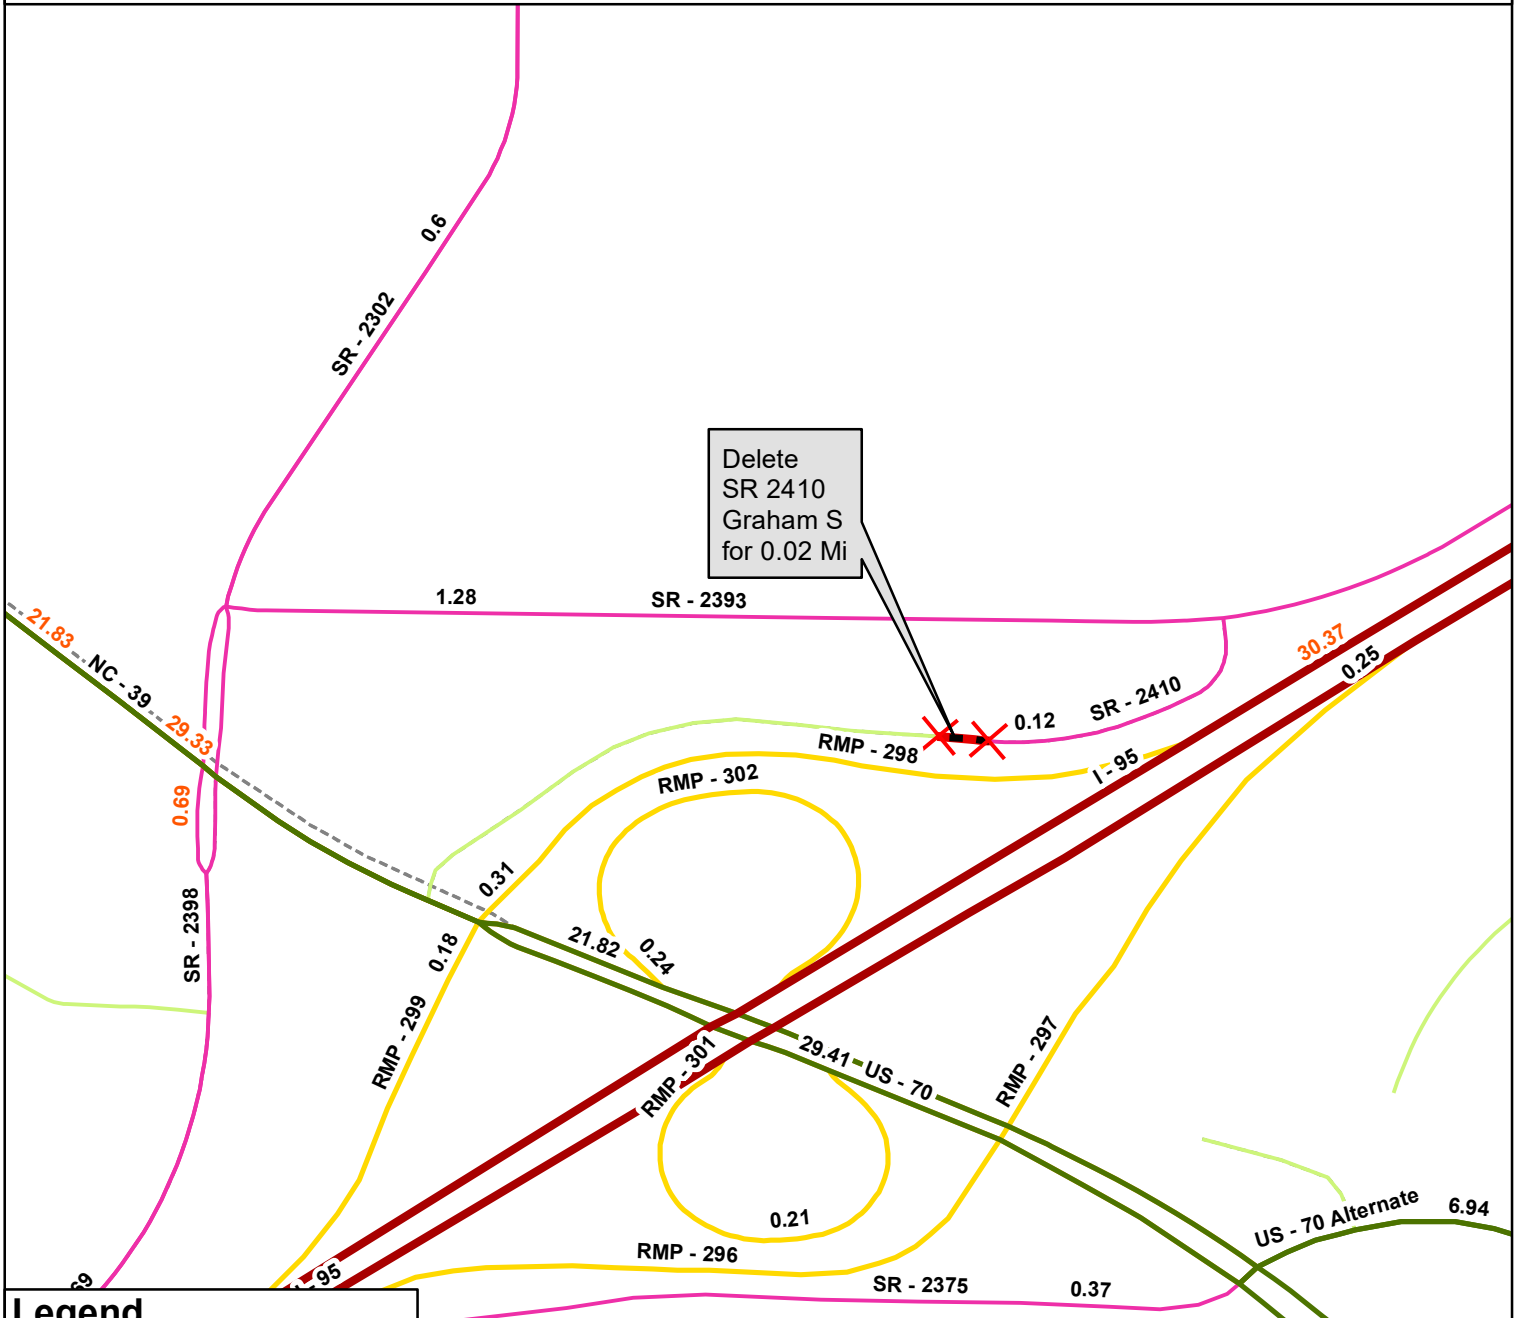 0.6
SR - 2302
Delete
SR 2410
Graham S
for 0.02 Mi
1.28
SR - 2393
21.83
NC - 39
29.33
30.37
0.25
SR - 2410
0.12
RMP - 298
I - 95
RMP - 302
0.69
0.31
SR - 2398
0.18
21.82
0.24
RMP - 299
RMP - 301
29.41
US - 70
RMP - 297
US - 70 Alternate
6.94
0.21
RMP - 296
SR - 2375
0.37
69
- 95
Legend